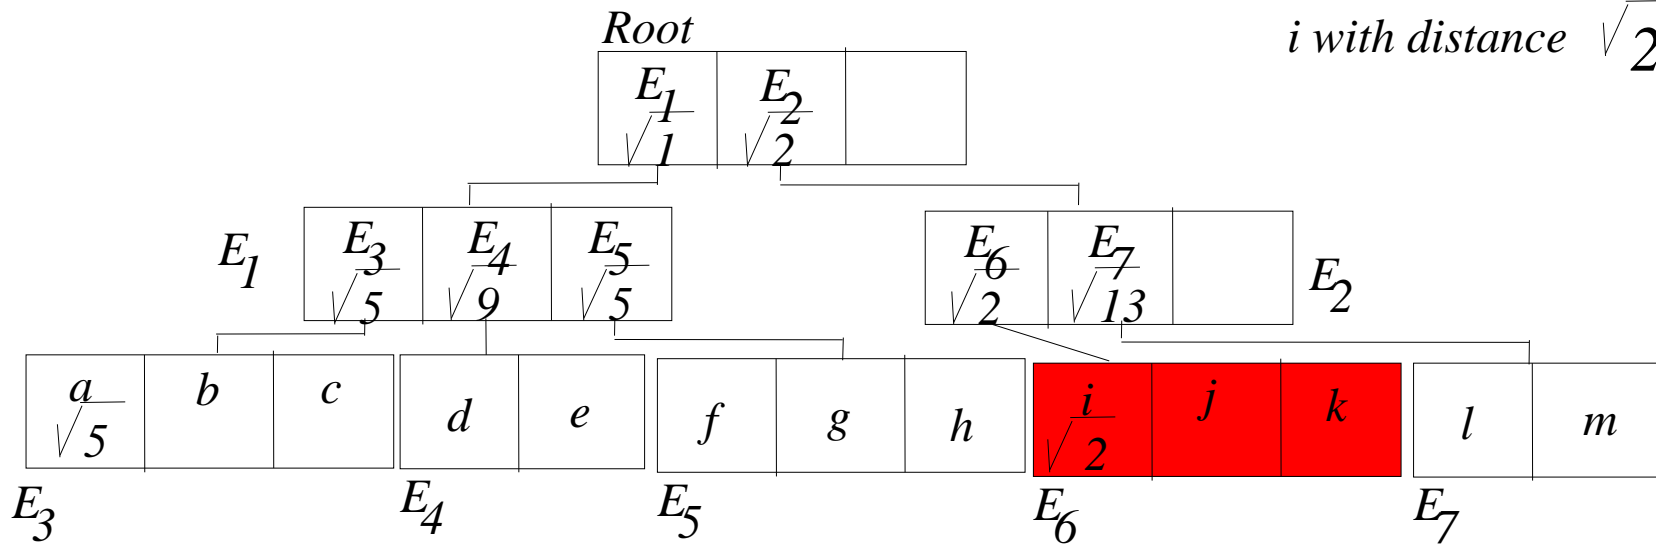 Root
i with distance √2
E1 E2
√1 √2
E1
E3 E4 E5
√5 √9 √5
E6 E7
√2 √13
E2
a b c
√5
d e
f g h
i j k
√2
l m
E3 E4 E5 E6 E7